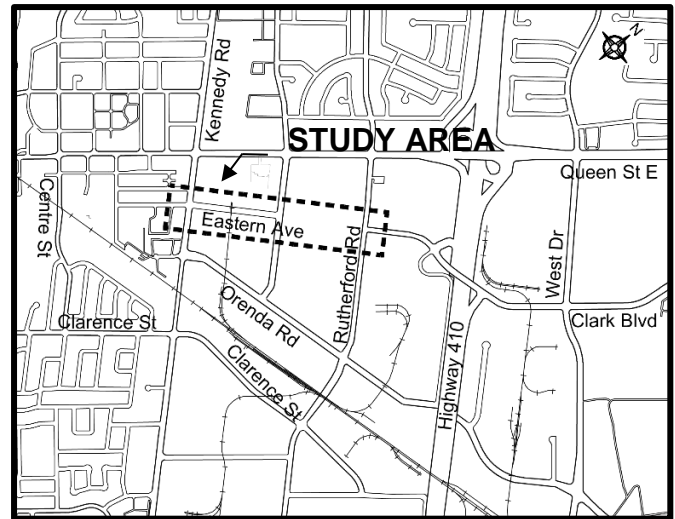 N
Kennedy Rd
STUDY AREA
Queen St E
Centre St
Eastern Ave
Rutherford Rd
West Dr
Orenda Rd
Clarence St
Clark Blvd
Clarence St
Highway 410